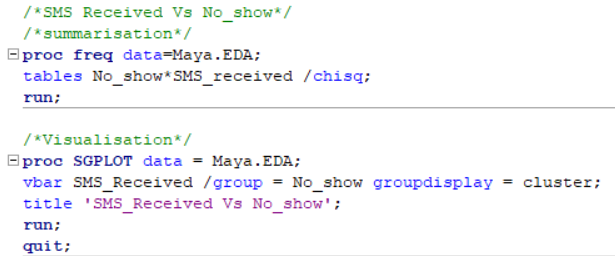 /*SMS Received Vs No_show*/
/*summarisation*/
proc freq data=Maya.EDA;
tables No_show*SMS_received /chisq;
run;
/*Visualisation*/
proc SGPLOT data = Maya.EDA;
vbar SMS_Received /group = No_show groupdisplay = cluster;
title 'SMS_Received Vs No_show';
run;
quit;